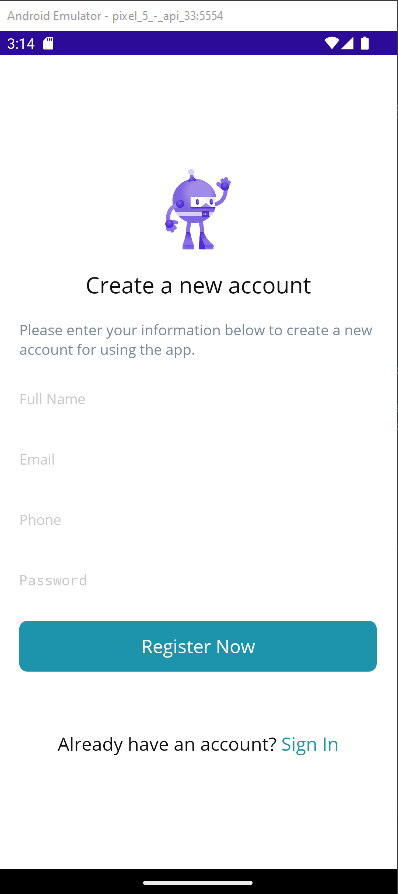 Android Emulator - pixel_5_-_api_33:5554
3:14
Create a new account
Please enter your information below to create a new
account for using the app.
Full Name
Email
Phone
Password
Register Now
Already have an account? Sign In